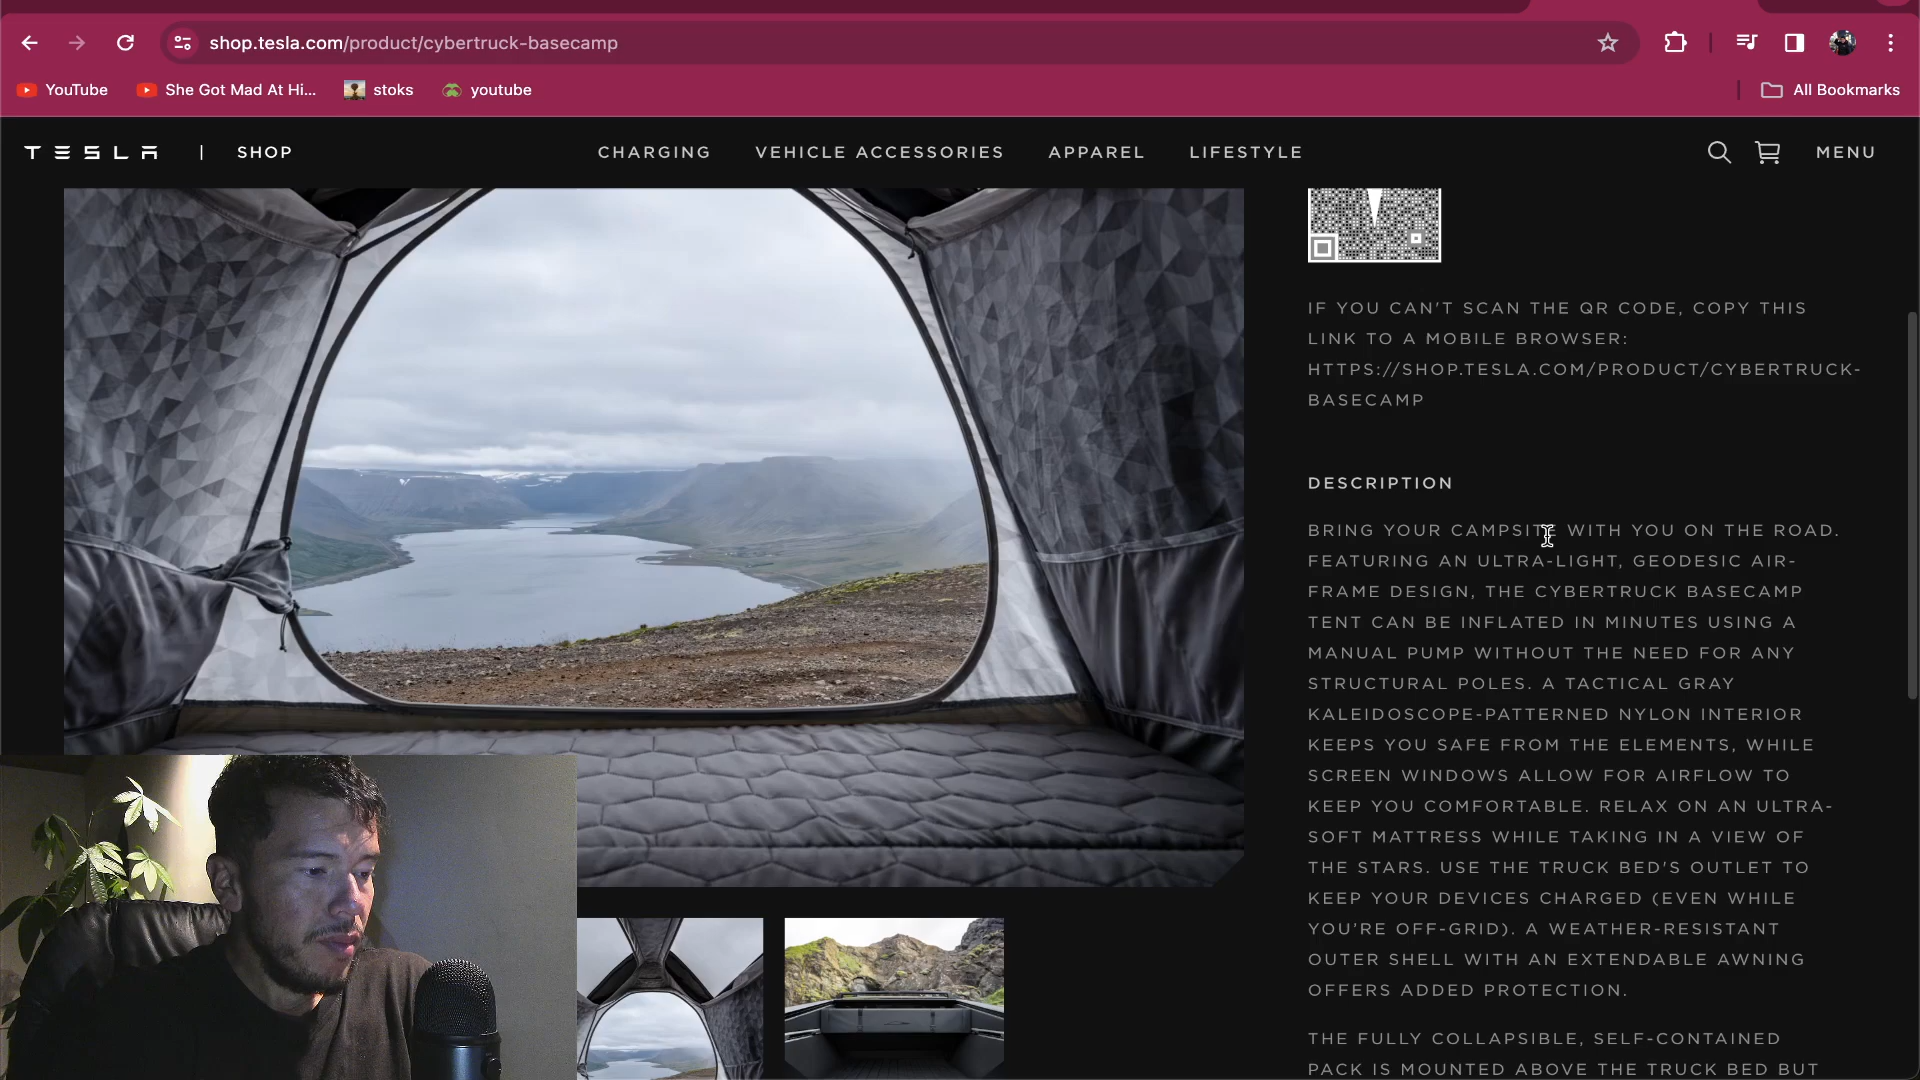 shop.tesla.com/product/cybertruck-basecamp
YouTube
She Got Mad At Hi...
stoks
youtube
All Bookmarks
TESLA | SHOP
CHARGING
VEHICLE ACCESSORIES
APPAREL
LIFESTYLE
MENU
IF YOU CAN'T SCAN THE QR CODE, COPY THIS
LINK TO A MOBILE BROWSER:
HTTPS://SHOP.TESLA.COM/PRODUCT/CYBERTRUCK-
BASECAMP
DESCRIPTION
BRING YOUR CAMPSITE WITH YOU ON THE ROAD.
FEATURING AN ULTRA-LIGHT, GEODESIC AIR-
FRAME DESIGN, THE CYBERTRUCK BASECAMP
TENT CAN BE INFLATED IN MINUTES USING A
MANUAL PUMP WITHOUT THE NEED FOR ANY
STRUCTURAL POLES. A TACTICAL GRAY
KALEIDOSCOPE-PATTERNED NYLON INTERIOR
KEEPS YOU SAFE FROM THE ELEMENTS, WHILE
SCREEN WINDOWS ALLOW FOR AIRFLOW TO
KEEP YOU COMFORTABLE. RELAX ON AN ULTRA-
SOFT MATTRESS WHILE TAKING IN A VIEW OF
THE STARS. USE THE TRUCK BED'S OUTLET TO
KEEP YOUR DEVICES CHARGED (EVEN WHILE
YOU’RE OFF-GRID). A WEATHER-RESISTANT
OUTER SHELL WITH AN EXTENDABLE AWNING
OFFERS ADDED PROTECTION.
THE FULLY COLLAPSIBLE, SELF-CONTAINED
PACK IS MOUNTED ABOVE THE TRUCK BED BUT